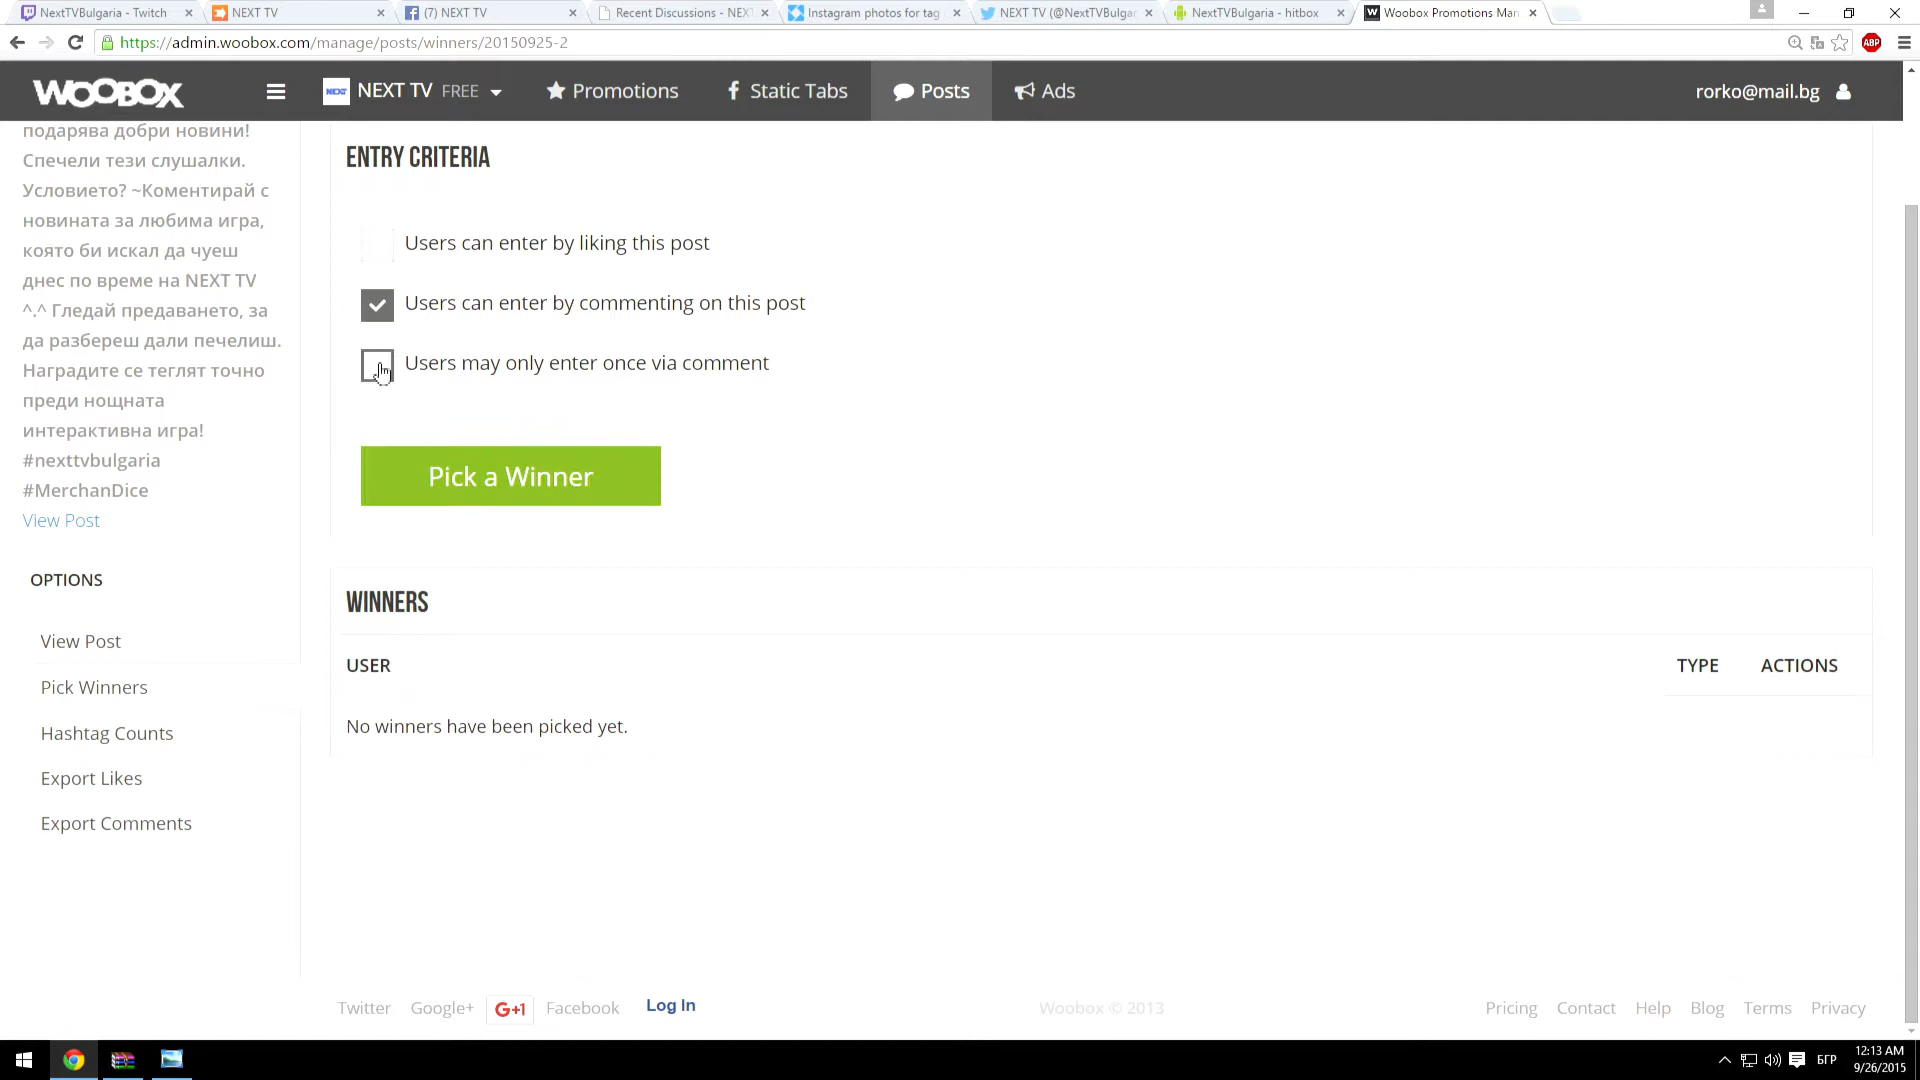 NextTVBulgaria - Twitch
NEXT TV
(7) NEXT TV
Recent Discussions - NEX
Instagram photos for tag
NEXT TV (@NextTVBulgar
NextTVBulgaria - hitbox
Woobox Promotions Man
https://admin.woobox.com/manage/posts/winners/20150925-2
ABP
WOOBOX
NEXT
NEXT TV FREE
Promotions
Static Tabs
Posts
Ads
rorko@mail.bg
подарява добри новини!
Спечели тези слушалки.
Условието? ~Коментирай с
новината за любима игра,
която би искал да чуеш
днес по време на NEXT TV
^.^ Гледай предаването, за
да разбереш дали печелиш.
Наградите се теглят точно
преди нощната
интерактивна игра!
#nexttvbulgaria
#MerchanDice
View Post
OPTIONS
View Post
Pick Winners
Hashtag Counts
Export Likes
Export Comments
ENTRY CRITERIA
Users can enter by liking this post
Users can enter by commenting on this post
Users may only enter once via comment
Pick a Winner
WINNERS
USER
TYPE
ACTIONS
No winners have been picked yet.
Twitter
Google+
G+1
Facebook
Log In
Woobox © 2013
Pricing
Contact
Help
Blog
Terms
Privacy
БГР
12:13 AM
9/26/2015